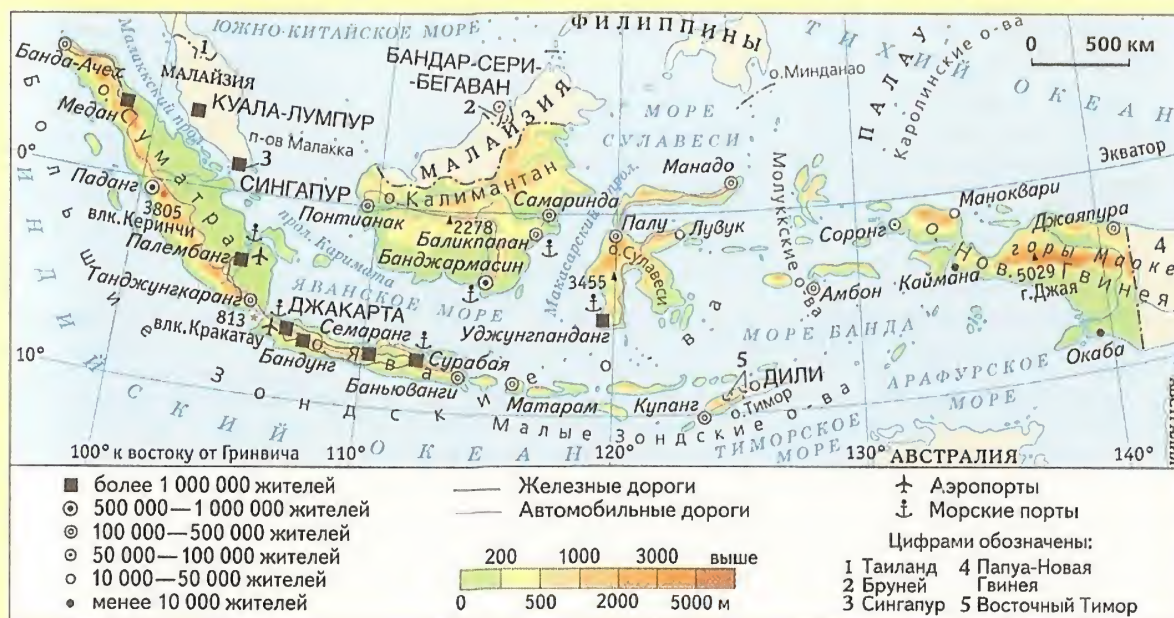 ЮЖНО-КИТАЙСКОЕ МОРЕ
ФИЛИППИНЫ
ТИХИЙ ОКЕАН
ПАЛАУ
Каролинские о-ва
0 500 км
Банда-Ачех
Малаккский прол.
1
МАЛАЙЗИЯ
БАНДАР-СЕРИ-
-БЕГАВАН
2
о.Минданао
Медан
КУАЛА-ЛУМПУР
п-ов Малакка
МАЛАЙЗИЯ
МОРЕ
СУЛАВЕСИ
о. Суматра
3
СИНГАПУР
0°
Экватор
Паданг
3805
влк.Керинчи
Палембанг
Понтианак
о.Калимантан
2278
Самаринда
Баликпапан
Банджармасин
прол. Каримата
Макасарский прол.
Манадо
Палу
Лувук
о.Сулавеси
3455
Уджунгпанданг
Молуккские
о-ва
Соронг
Маноквари
Джаяпура
4
горы Маоке
о. Нов. Гвинея
5029
г.Джая
Каймана
Амбон
Окаба
Танджунгкаранг
813
влк.Кракатау
ДЖАКАРТА
ЯВАНСКОЕ МОРЕ
Семаранг
Бандунг
о. Ява
Сурабая
Баньюванги
Матарам
Купанг
5
ДИЛИ
о.Тимор
МОРЕ БАНДА
АРАФУРСКОЕ
МОРЕ
ТИМОРСКОЕ
МОРЕ
Малые Зондские о-ва
Большие Зондские о-ва
ИНДИЙСКИЙ ОКЕАН
10°
100° к востоку от Гринвича
110°
120°
130°
АВСТРАЛИЯ
140°
более 1 000 000 жителей
500 000—1 000 000 жителей
100 000—500 000 жителей
50 000—100 000 жителей
10 000—50 000 жителей
менее 10 000 жителей
Железные дороги
Автомобильные дороги
200 1000 3000 выше
0 500 2000 5000 м
Аэропорты
Морские порты
Цифрами обозначены:
1 Таиланд
2 Бруней
3 Сингапур
4 Папуа-Новая
Гвинея
5 Восточный Тимор